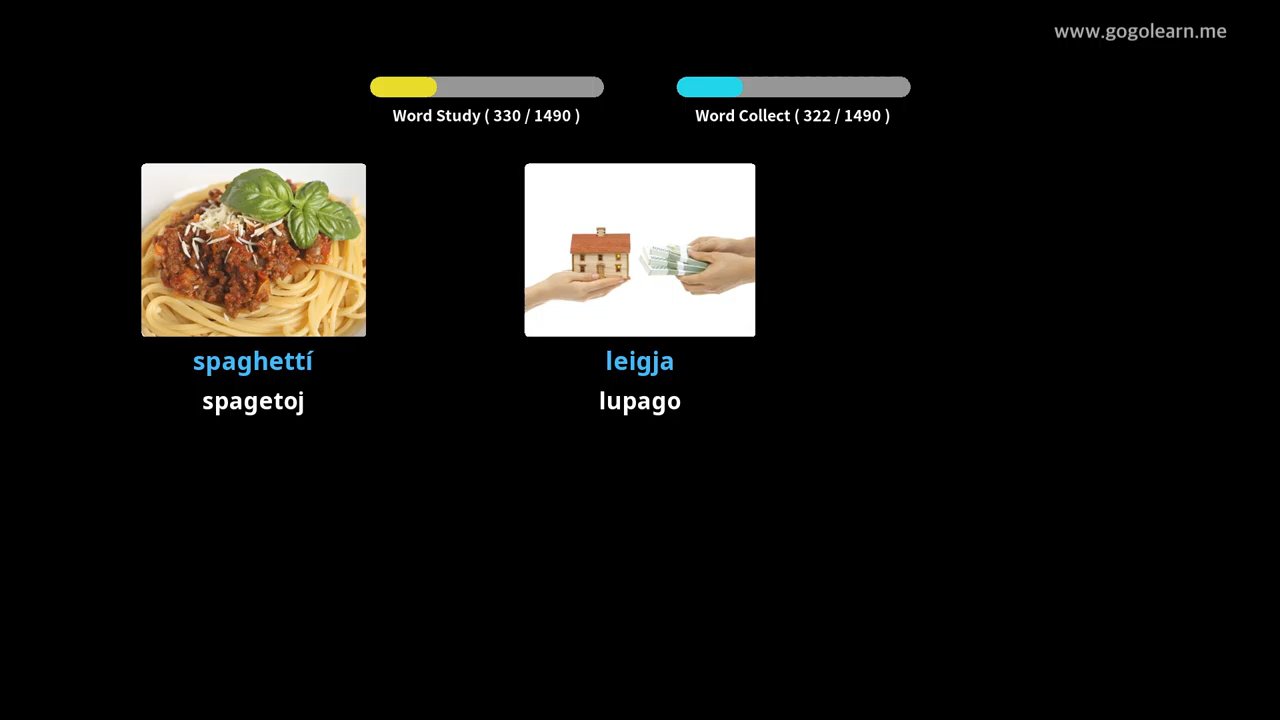 www.gogolearn.me
Word Study ( 330 / 1490 )
Word Collect ( 322 / 1490 )
spaghettí
leigja
spagetoj
lupago